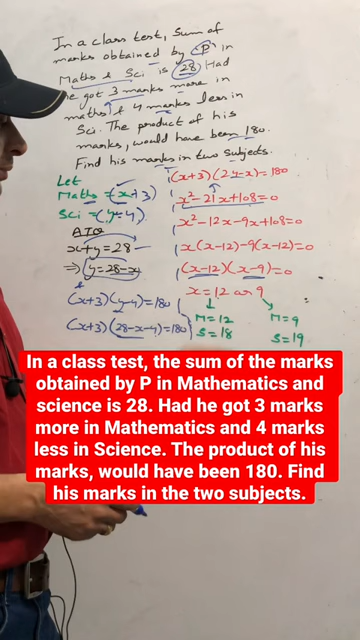 In a class test, Sum of
marks obtained by "P" in
Maths & Sci is 28 Had
he got 3 marks more in
maths & 4 marks less in
Sci. The product of his
marks, would have been 180.
Find his marks in two subjects.
Let
Maths = (x+3)
Sci = (y-4)
ATQ
x+y=28
⇒ y=28-x
&
(x+3)(y-4)=180
(x+3)(28-x-4)=180
(x+3)(24-x)=180
x²-21x+108=0
x²-12x-9x+108=0
x(x-12)-9(x-12)=0
(x-12)(x-9)=0
x=12 or 9
M=12 M=9
S=18 S=19
In a class test, the sum of the marks
obtained by P in Mathematics and
science is 28. Had he got 3 marks
more in Mathematics and 4 marks
less in Science. The product of his
marks, would have been 180. Find
his marks in the two subjects.